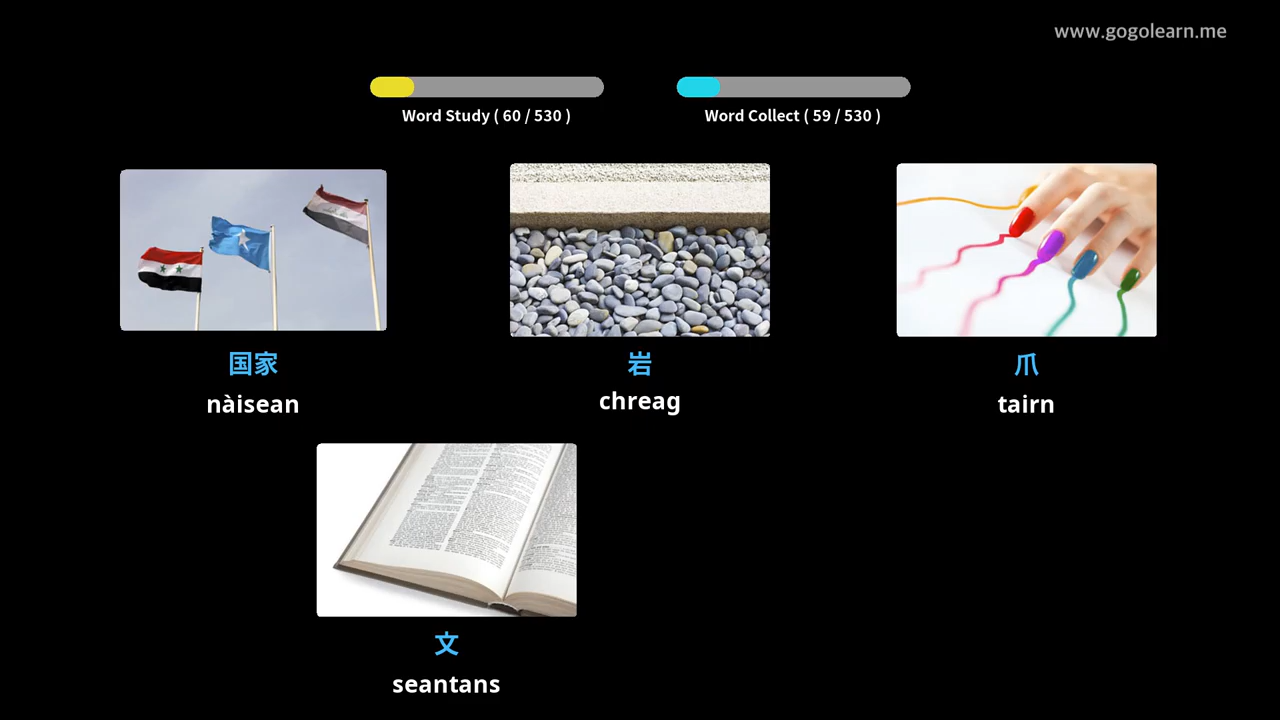 www.gogolearn.me
Word Study ( 60 / 530 )
Word Collect ( 59 / 530 )
国家
nàisean
岩
chreag
爪
tairn
文
seantans